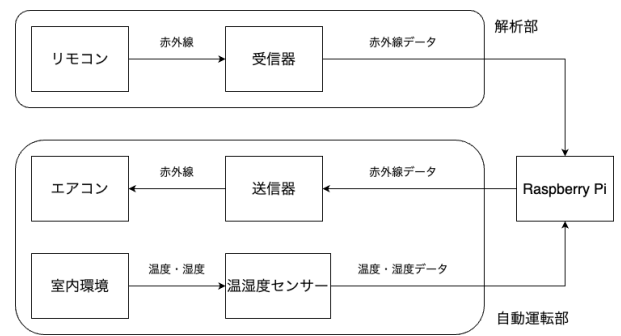 解析部
リモコン
赤外線
受信器
赤外線データ
エアコン
赤外線
送信器
赤外線データ
Raspberry Pi
室内環境
温度・湿度
温湿度センサー
温度・湿度データ
自動運転部